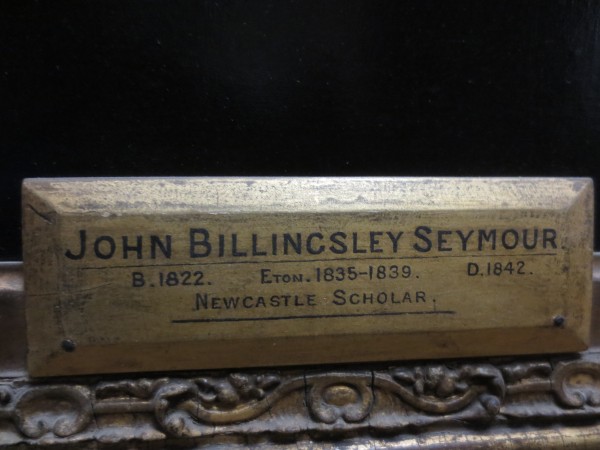 JOHN BILLINGSLEY SEYMOUR.
B.1822. ETON.1835-1839. D.1842.
NEWCASTLE SCHOLAR.